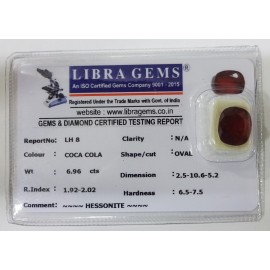 LIBRA GEMS®
An ISO Certified Gems Company 9001 - 2015
Registered Under the Trade Marks with Govt. of India
website : www.libragems.co.in
GEMS & DIAMOND CERTIFIED TESTING REPORT
ReportNo: LH 8 Clarity : N/A
Colour : COCA COLA Shape/cut : OVAL
Wt : 6.96 cts Dimension : 2.5-10.6-5.2
R.Index : 1.92-2.02 Hardness : 6.5-7.5
Comment : ~~~~ HESSONITE ~~~~